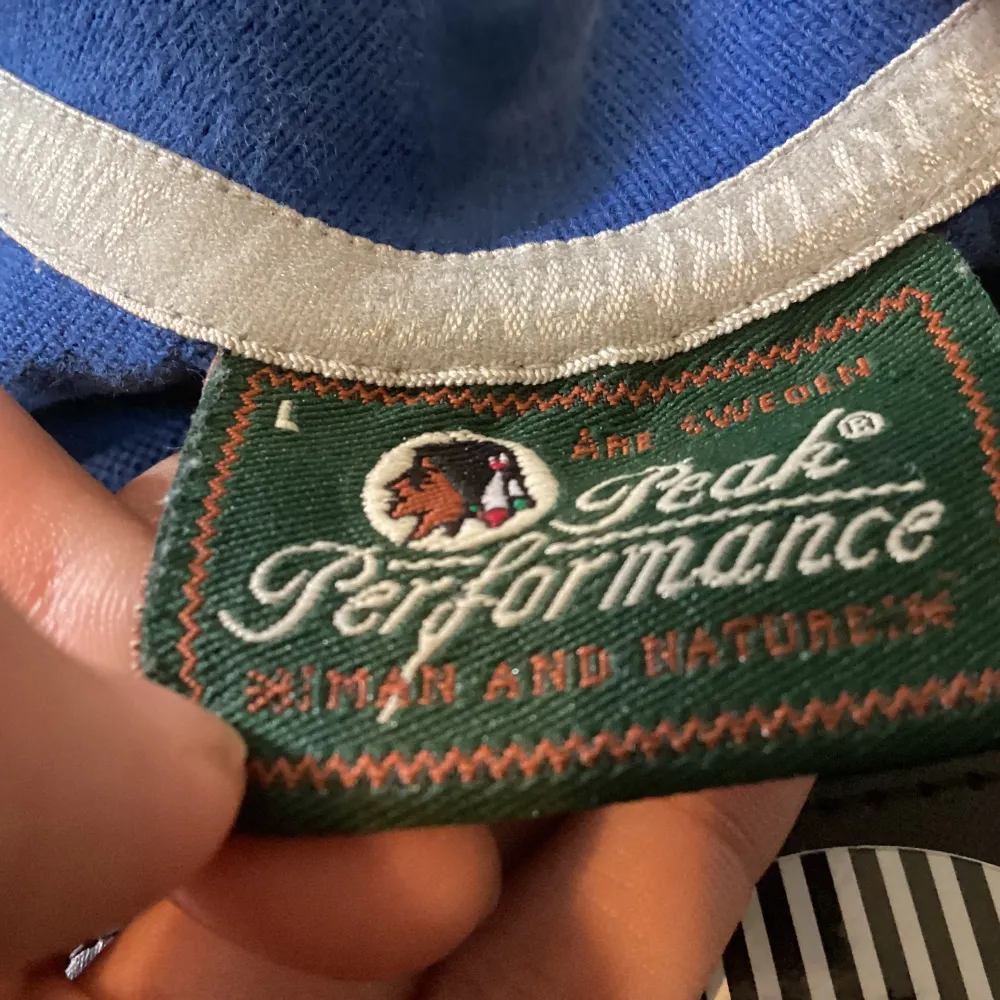 L
ÅRE SWEDEN
Peak®
Performance
MAN AND NATURE